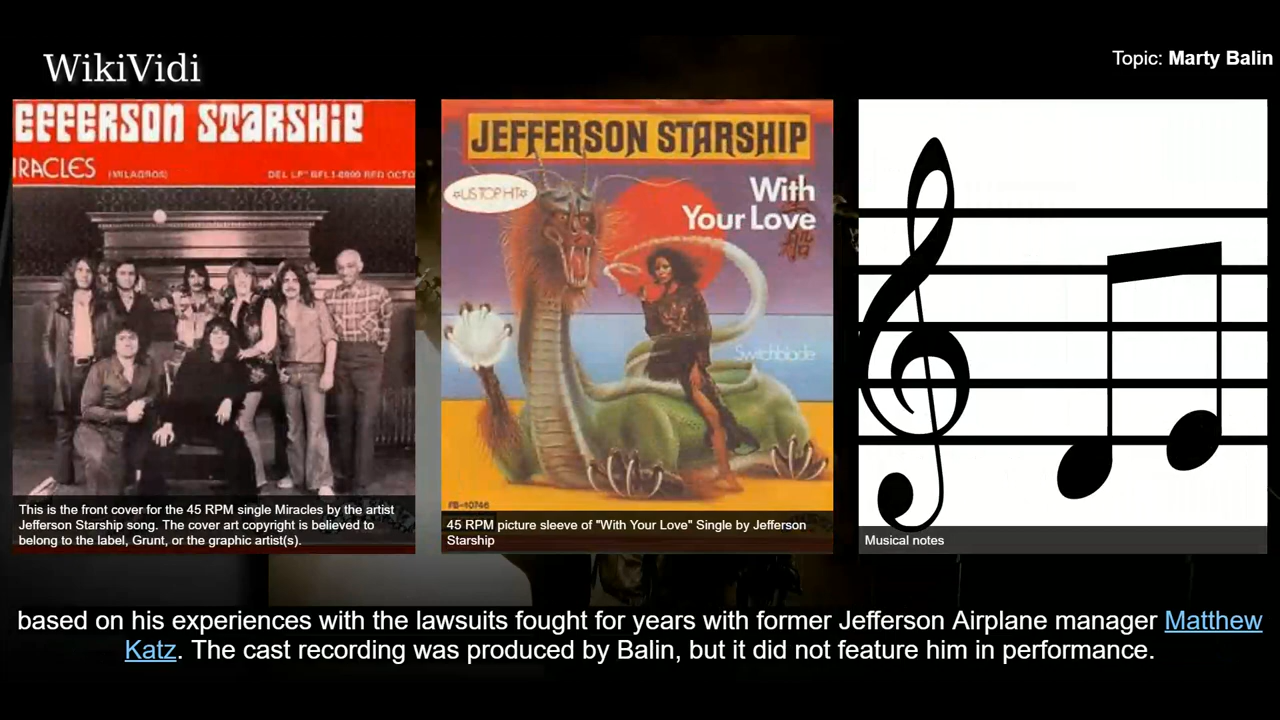 WikiVidi
Topic: Marty Balin
EFFERSON STARSHIP
IRACLES (MILAGROS)
JEFFERSON STARSHIP
*US TOP HIT*
With
Your Love
Switchblade
FB-10746
This is the front cover for the 45 RPM single Miracles by the artist
Jefferson Starship song. The cover art copyright is believed to
belong to the label, Grunt, or the graphic artist(s).
45 RPM picture sleeve of "With Your Love" Single by Jefferson
Starship
Musical notes
based on his experiences with the lawsuits fought for years with former Jefferson Airplane manager Matthew
Katz. The cast recording was produced by Balin, but it did not feature him in performance.